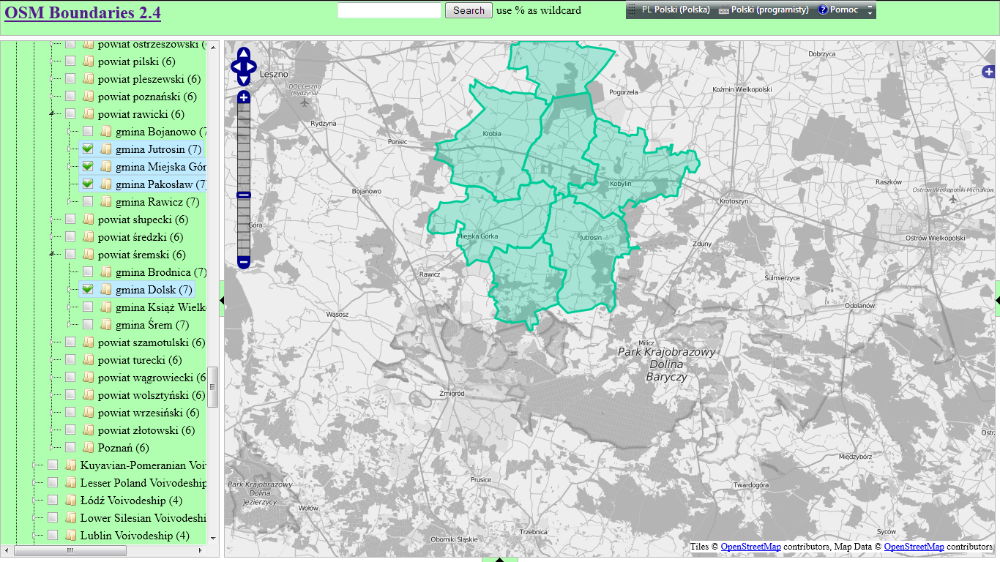 OSM Boundaries 2.4
Search use % as wildcard
PL Polski (Polska) Polski (programisty) Pomoc
powiat ostrzeszowski (
powiat pilski (6)
powiat pleszewski (6)
powiat poznański (6)
powiat rawicki (6)
gmina Bojanowo (7
gmina Jutrosin (7)
gmina Miejska Gór
gmina Pakosław (7)
gmina Rawicz (7)
powiat słupecki (6)
powiat średzki (6)
powiat śremski (6)
gmina Brodnica (7)
gmina Dolsk (7)
gmina Książ Wielk
gmina Śrem (7)
powiat szamotulski (6)
powiat turecki (6)
powiat wągrowiecki (6
powiat wolsztyński (6)
powiat wrzesiński (6)
powiat złotowski (6)
Poznań (6)
Kuyavian-Pomeranian Voiv
Lesser Poland Voivodeship
Łódź Voivodeship (4)
Lower Silesian Voivodeshi
Lublin Voivodeship (4)
Dobrzyca
Leszno
DOL Leszno
(Rydzyna)
Pogorzela
Koźmin Wielkopolski
Rydzyna
Krobia
Poniec
Kobylin
Raszków
Bojanowo
Ostrów Wielkopolski-Michałków
Krotoszyn
Góra
Miejska Górka
Jutrosin
Zduny
Ostrów Wielkopolski
Rawicz
Sulmierzyce
Odolanów
Wąsosz
Milicz
Park Krajobrazowy
Dolina
Baryczy
Żmigród
Ostr
Międzybórz
Prusice
Park Krajobrazowy
Dolina
Jezierzycy
Twardogóra
Wołów
Trzebnica
Syców
Oborniki Śląskie
Tiles © OpenStreetMap contributors, Map Data © OpenStreetMap contributors